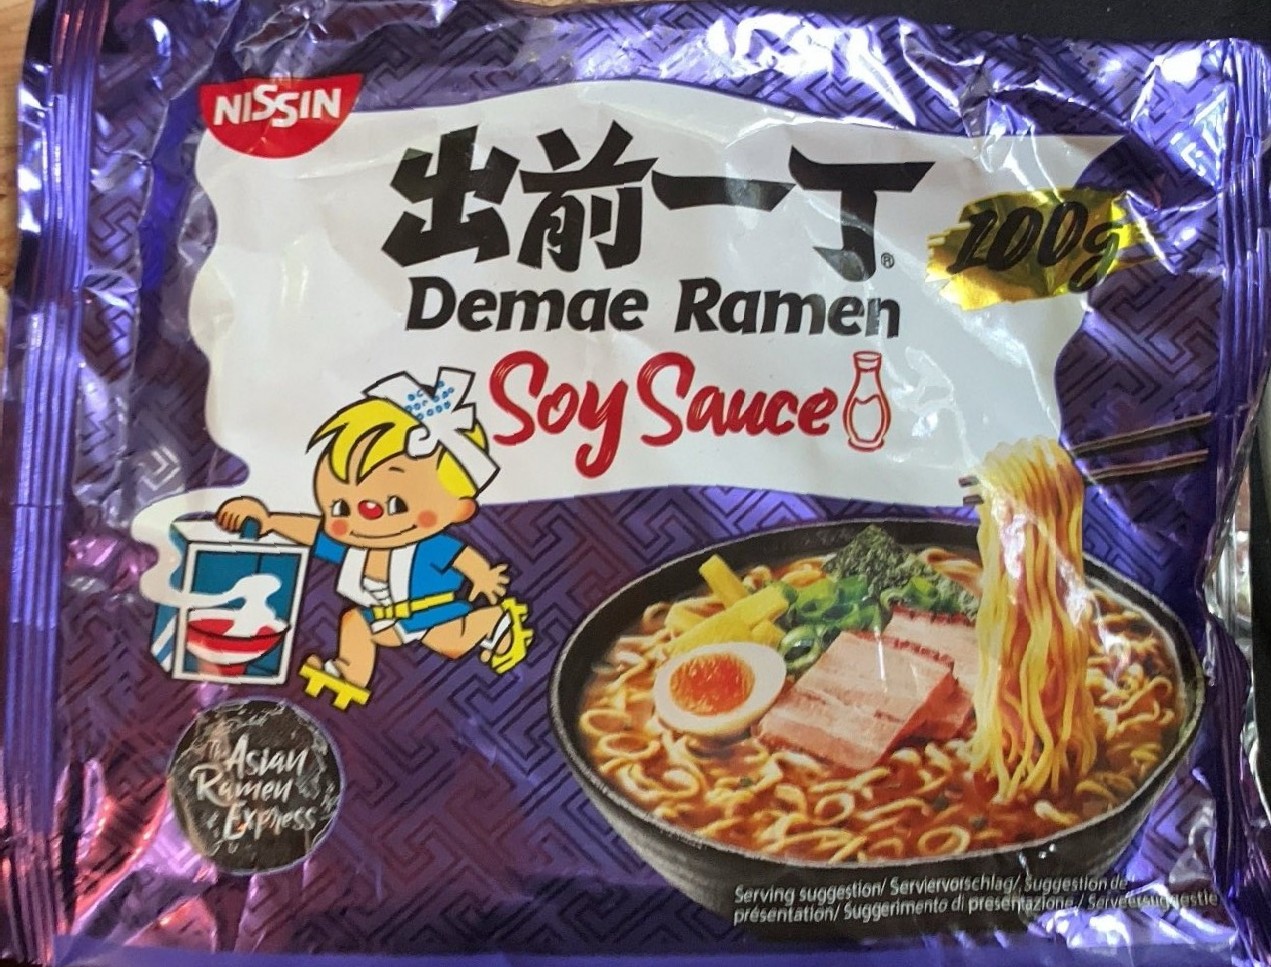 NISSIN
出前一丁®
100g
Demae Ramen
Soy Sauce
The
Asian
Ramen
Express
Serving suggestion/ Serviervorschlag/ Suggestion de
présentation/ Suggerimento di presentazione / Serveersuggestie